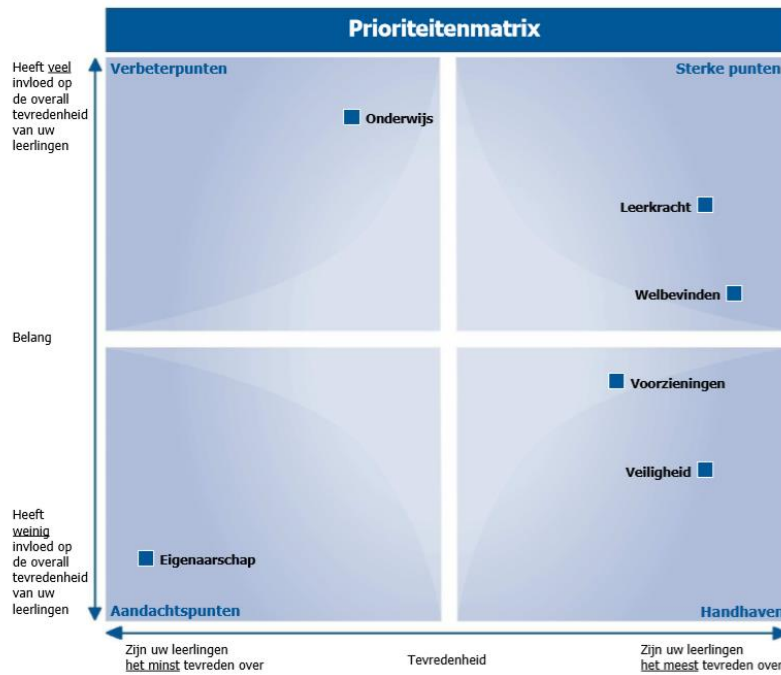 Prioriteitenmatrix
Heeft veel
invloed op
de overall
tevredenheid
van uw
leerlingen
Verbeterpunten
Sterke punten
Onderwijs
Leerkracht
Welbevinden
Belang
Voorzieningen
Veiligheid
Eigenaarschap
Heeft
weinig
invloed op
de overall
tevredenheid
van uw
leerlingen
Aandachtspunten
Handhaven
Zijn uw leerlingen
het minst tevreden over
Tevredenheid
Zijn uw leerlingen
het meest tevreden over